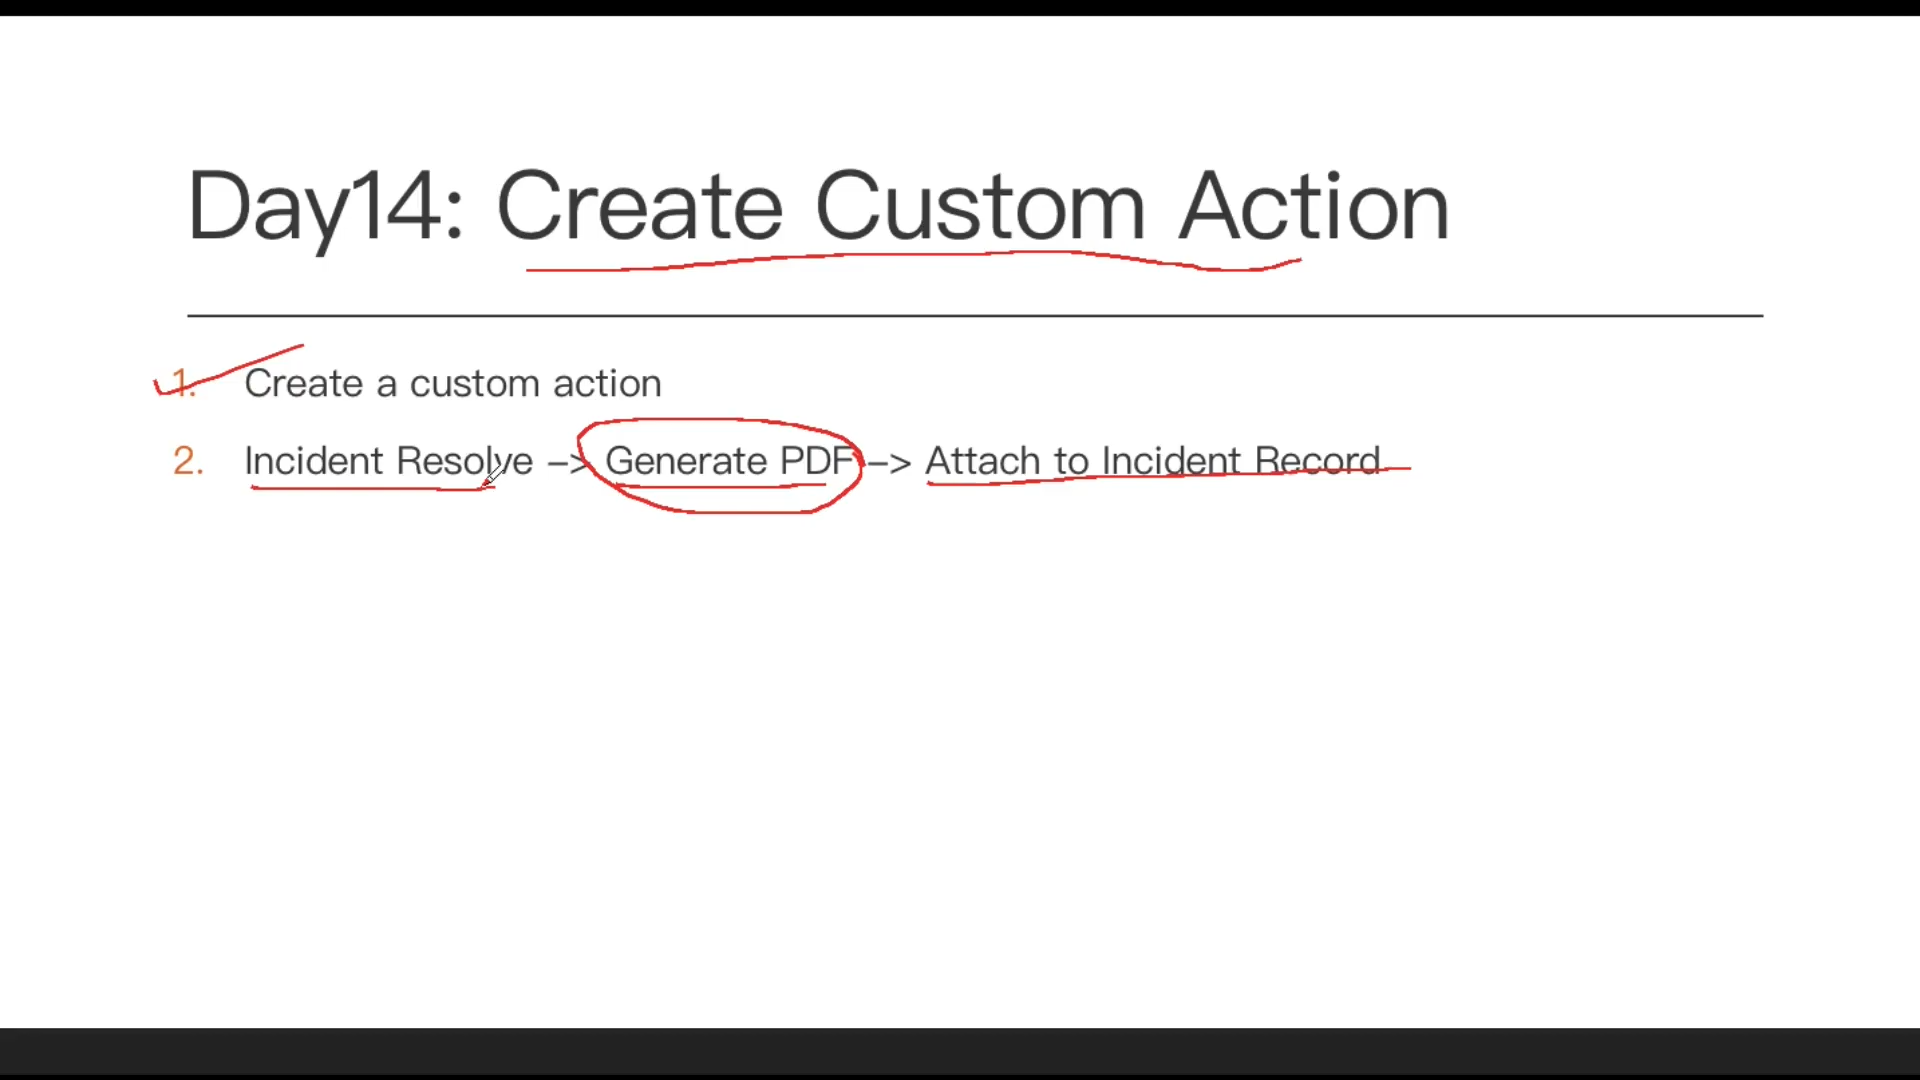 Day14: Create Custom Action
1. Create a custom action
2. Incident Resolve –> Generate PDF –> Attach to Incident Record